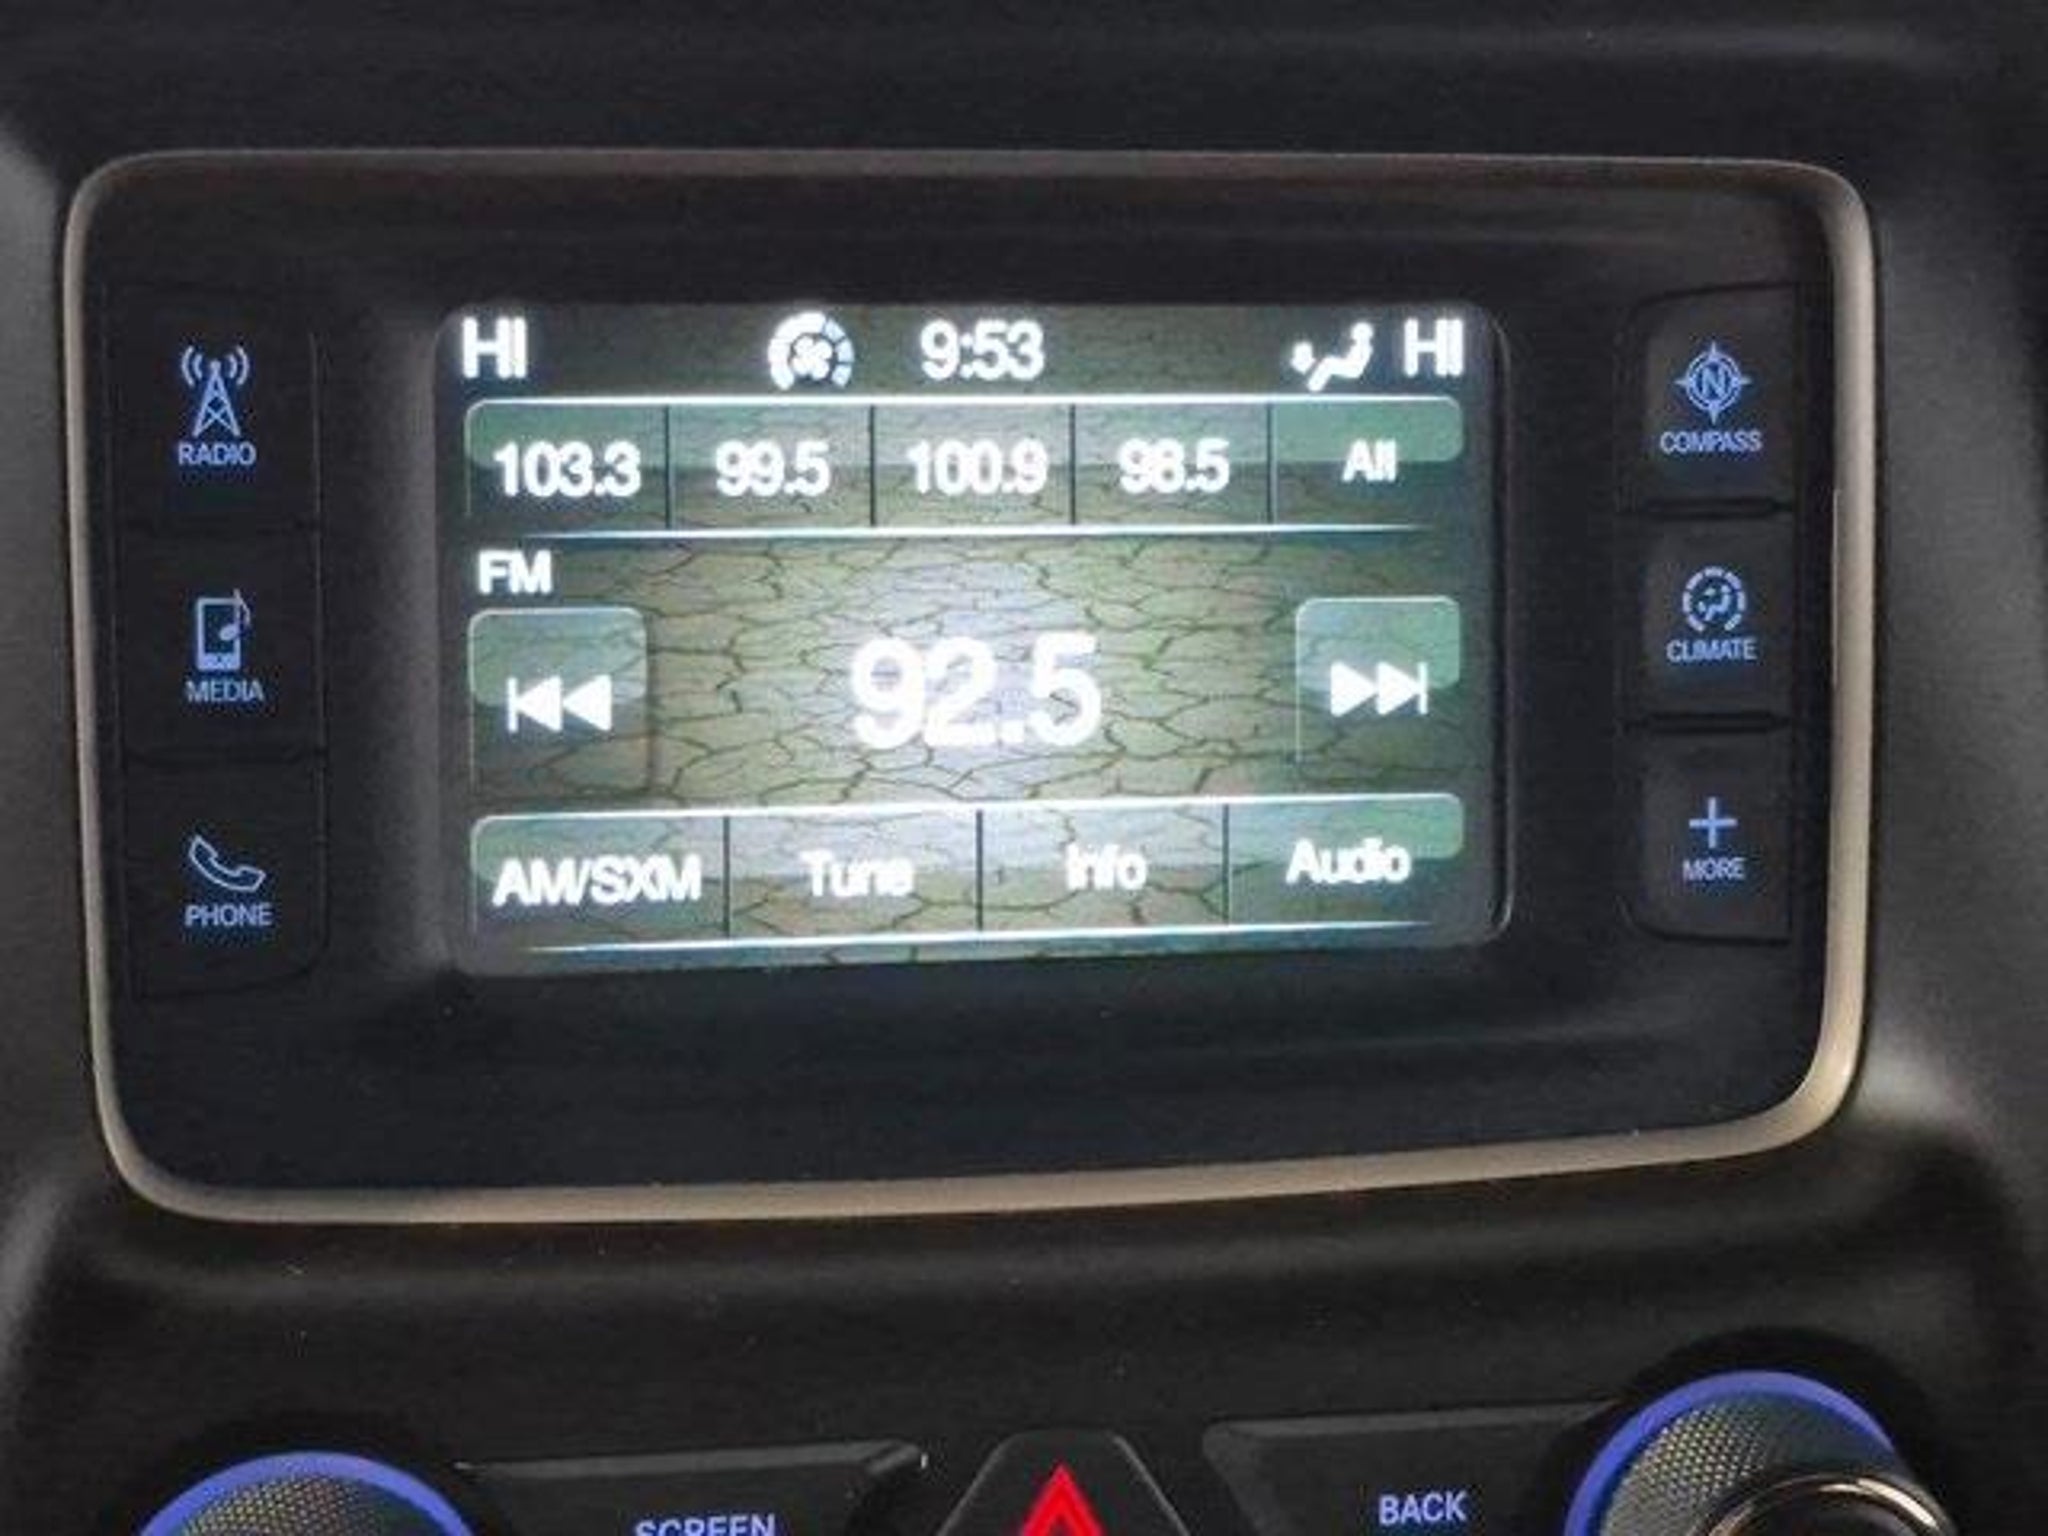 HI 9:53 HI
103.3 99.5 100.9 98.5 All
FM
92.5
AM/SXM Tune Info Audio
RADIO
MEDIA
PHONE
N
COMPASS
CLIMATE
MORE
SCREEN
BACK